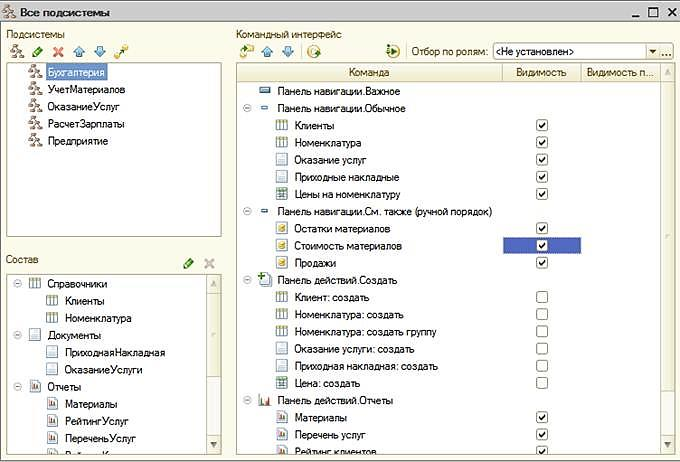 Все подсистемы
Подсистемы
Бухгалтерия
УчетМатериалов
ОказаниеУслуг
РасчетЗарплаты
Предприятие
Состав
Справочники
Клиенты
Номенклатура
Документы
ПриходнаяНакладная
ОказаниеУслуги
Отчеты
Материалы
РейтингУслуг
ПереченьУслуг
Командный интерфейс
Отбор по ролям: <Не установлен>
Команда Видимость Видимость п...
Панель навигации.Важное
Панель навигации.Обычное
Клиенты
Номенклатура
Оказание услуг
Приходные накладные
Цены на номенклатуру
Панель навигации.См. также (ручной порядок)
Остатки материалов
Стоимость материалов
Продажи
Панель действий.Создать
Клиент: создать
Номенклатура: создать
Номенклатура: создать группу
Оказание услуги: создать
Приходная накладная: создать
Цена: создать
Панель действий.Отчеты
Материалы
Перечень услуг
Рейтинг клиентов